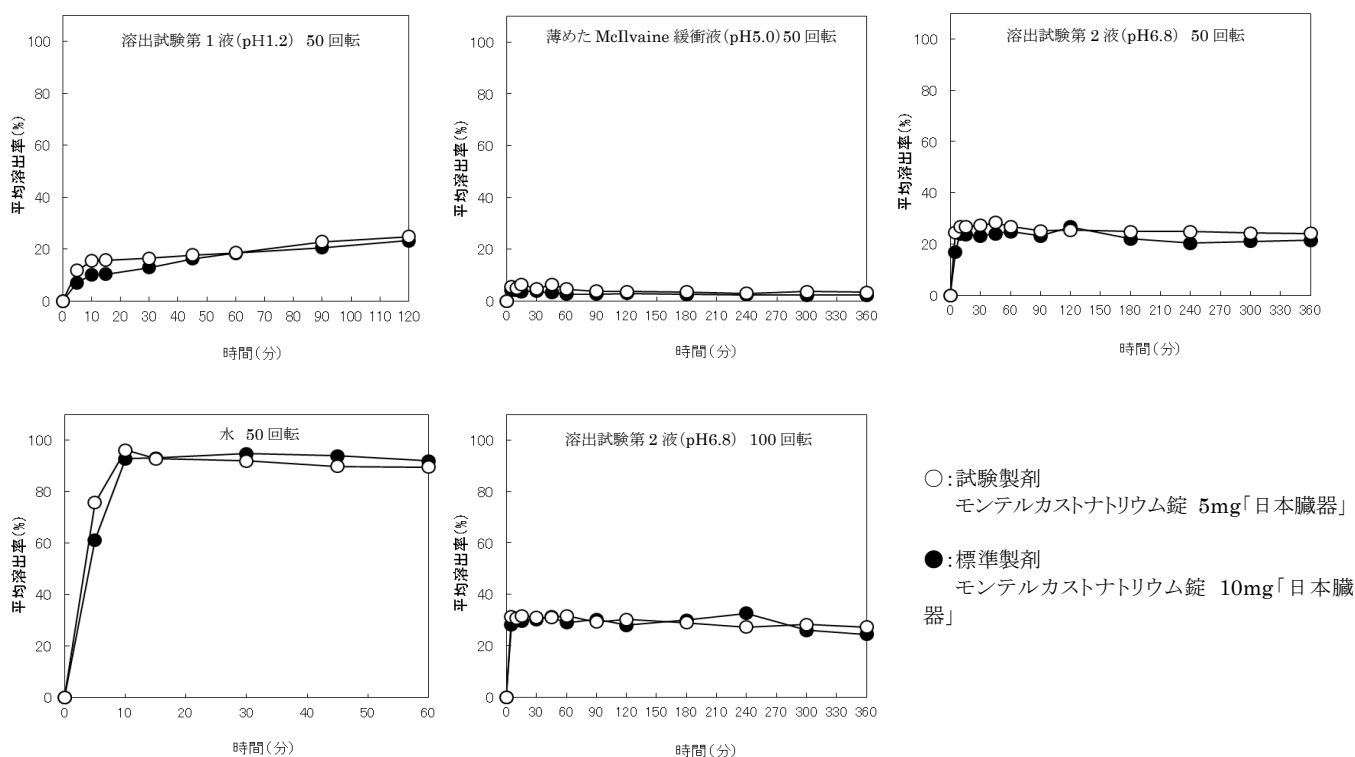 溶出試験第1液(pH1.2) 50回転
100
80
60
40
20
0
平均溶出率(%)
0 10 20 30 40 50 60 70 80 90 100 110 120
時間(分)
薄めたMcIlvaine緩衝液(pH5.0)50回転
100
80
60
40
20
0
平均溶出率(%)
0 30 60 90 120 150 180 210 240 270 300 330 360
時間(分)
溶出試験第2液(pH6.8) 50回転
100
80
60
40
20
0
平均溶出率(%)
0 30 60 90 120 150 180 210 240 270 300 330 360
時間(分)
水 50回転
100
80
60
40
20
0
平均溶出率(%)
0 10 20 30 40 50 60
時間(分)
溶出試験第2液(pH6.8) 100回転
100
80
60
40
20
0
平均溶出率(%)
0 30 60 90 120 150 180 210 240 270 300 330 360
時間(分)
○:試験製剤
モンテルカストナトリウム錠 5mg「日本臓器」
●:標準製剤
モンテルカストナトリウム錠 10mg「日本臓
器」